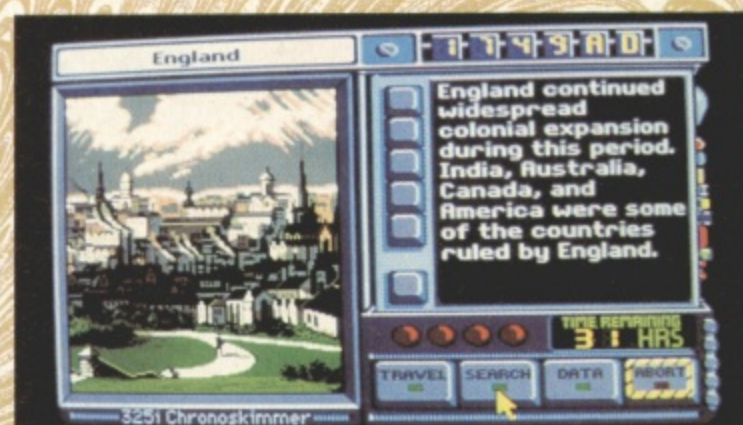 England
1749AD
England continued
widespread
colonial expansion
during this period.
India, Australia,
Canada, and
America were some
of the countries
ruled by England.
TIME REMAINING
31 HRS
TRAVEL
SEARCH
DATA
ABORT
3251 Chronoskimmer